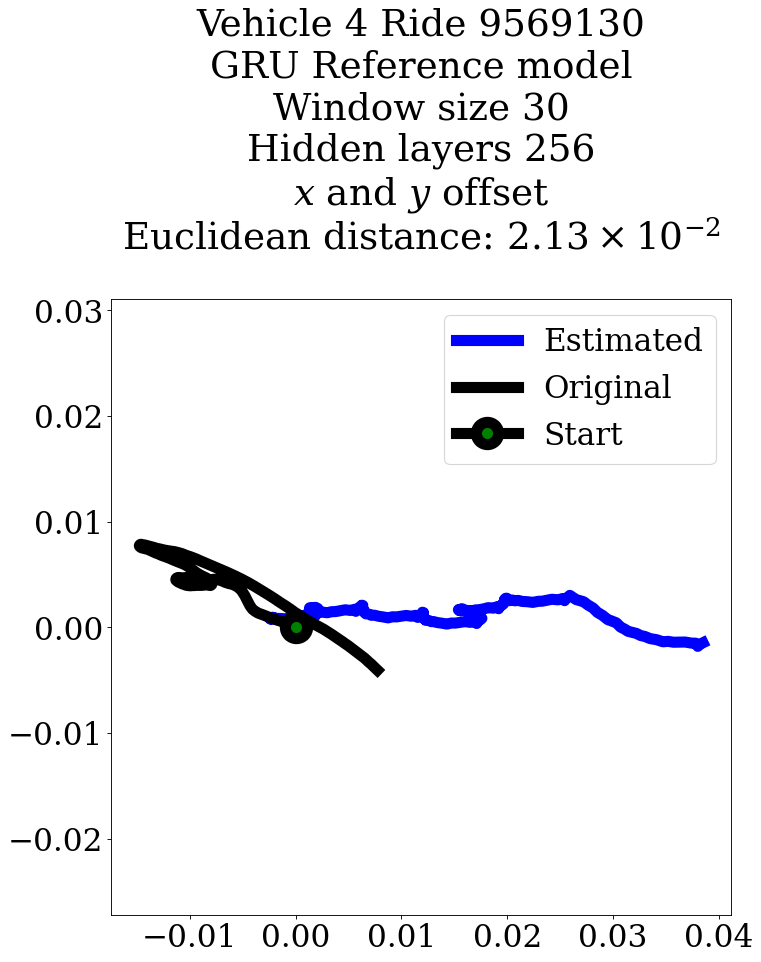 Vehicle 4 Ride 9569130
GRU Reference model
Window size 30
Hidden layers 256
x and y offset
Euclidean distance: 2.13 × 10⁻²
Estimated
Original
Start
0.03
0.02
0.01
0.00
−0.01
−0.02
−0.01 0.00 0.01 0.02 0.03 0.04